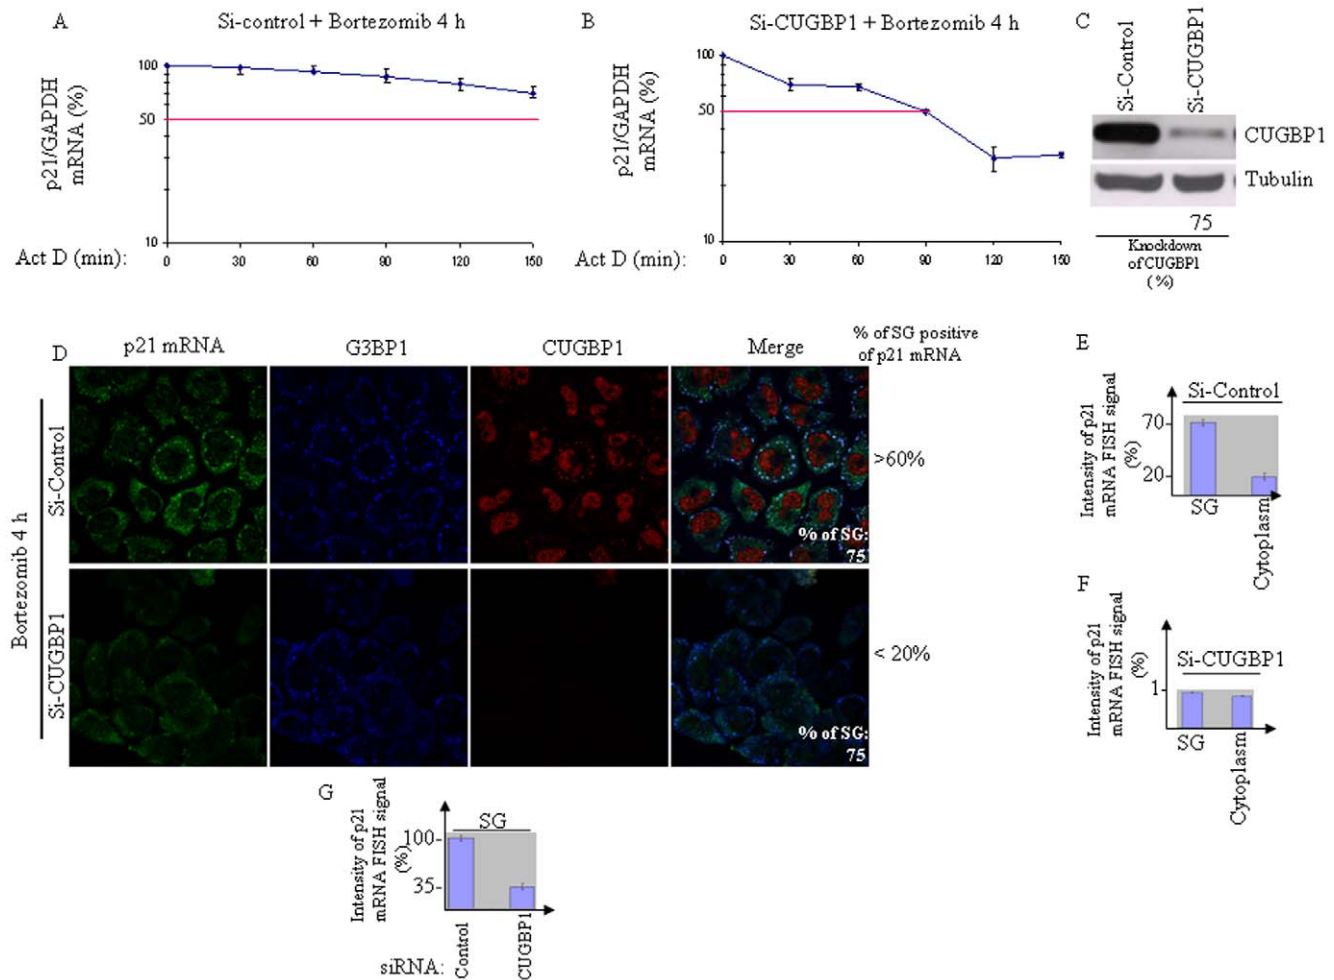 A
Si-control + Bortezomib 4 h
p21/GAPDH
mRNA (%)
100
50
10
Act D (min):
0 30 60 90 120 150
B
Si-CUGBP1 + Bortezomib 4 h
p21/GAPDH
mRNA (%)
100
50
10
Act D (min):
0 30 60 90 120 150
C
Si-Control
Si-CUGBP1
CUGBP1
Tubulin
75
Knockdown
of CUGBP1
(%)
D
p21 mRNA
G3BP1
CUGBP1
Merge
% of SG positive
of p21 mRNA
Bortezomib 4 h
Si-Control
>60%
% of SG:
75
Si-CUGBP1
< 20%
% of SG:
75
E
Si-Control
Intensity of p21
mRNA FISH signal
(%)
70
20
SG
Cytoplasm
F
Si-CUGBP1
Intensity of p21
mRNA FISH signal
(%)
1
SG
Cytoplasm
G
SG
Intensity of p21
mRNA FISH signal
(%)
100
35
siRNA:
Control
CUGBP1